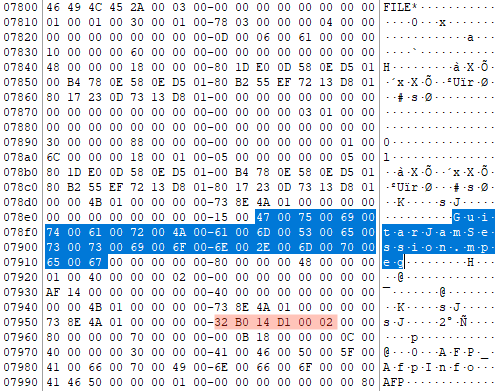 07800 46 49 4C 45 2A 00 03 00-00 00 00 00 00 00 00 00 FILE*···········
07810 01 00 01 00 30 00 01 00-78 03 00 00 00 04 00 00 ····0···x·······
07820 00 00 00 00 00 00 00 00-0D 00 06 00 61 00 00 00 ············a···
07830 10 00 00 00 60 00 00 00-00 00 00 00 00 00 00 00 ····`···········
07840 48 00 00 00 18 00 00 00-80 1D E0 0D 58 0E D5 01 H·········à·X·Õ·
07850 00 B4 78 0E 58 0E D5 01-80 B2 55 EF 72 13 D8 01 ·´x·X·Õ··²Uïr·Ø·
07860 80 17 23 0D 73 13 D8 01-00 00 00 00 00 00 00 00 ··#·s·Ø·········
07870 00 00 00 00 00 00 00 00-00 00 00 00 03 01 00 00 ················
07880 00 00 00 00 00 00 00 00-00 00 00 00 00 00 00 00 ················
07890 30 00 00 00 88 00 00 00-00 00 00 00 00 00 01 00 0···············
078a0 6C 00 00 00 18 00 01 00-05 00 00 00 00 00 05 00 l···············
078b0 80 1D E0 0D 58 0E D5 01-00 B4 78 0E 58 0E D5 01 ··à·X·Õ··´x·X·Õ·
078c0 80 B2 55 EF 72 13 D8 01-80 17 23 0D 73 13 D8 01 ·²Uïr·Ø···#·s·Ø·
078d0 00 00 4B 01 00 00 00 00-73 8E 4A 01 00 00 00 00 ··K·····s·J·····
078e0 00 00 00 00 00 00 00 00-15 00 47 00 75 00 69 00 ··········G·u·i·
078f0 74 00 61 00 72 00 4A 00-61 00 6D 00 53 00 65 00 t·a·r·J·a·m·S·e·
07900 73 00 73 00 69 00 6F 00-6E 00 2E 00 6D 00 70 00 s·s·i·o·n·.·m·p·
07910 65 00 67 00 00 00 00 00-80 00 00 00 48 00 00 00 e·g·········H···
07920 01 00 40 00 00 00 02 00-00 00 00 00 00 00 00 00 ··@·············
07930 AF 14 00 00 00 00 00 00-40 00 00 00 00 00 00 00 ¯·······@·······
07940 00 00 4B 01 00 00 00 00-73 8E 4A 01 00 00 00 00 ··K·····s·J·····
07950 73 8E 4A 01 00 00 00 00-32 B0 14 D1 00 02 00 00 s·J·····2°·Ñ····
07960 80 00 00 00 70 00 00 00-00 0B 18 00 00 00 0C 00 ····p···········
07970 40 00 00 00 30 00 00 00-41 00 46 00 50 00 5F 00 @···0···A·F·P·_·
07980 41 00 66 00 70 00 49 00-6E 00 66 00 6F 00 00 00 A·f·p·I·n·f·o···
07990 41 46 50 00 00 00 01 00-00 00 00 00 00 00 00 80 AFP·············